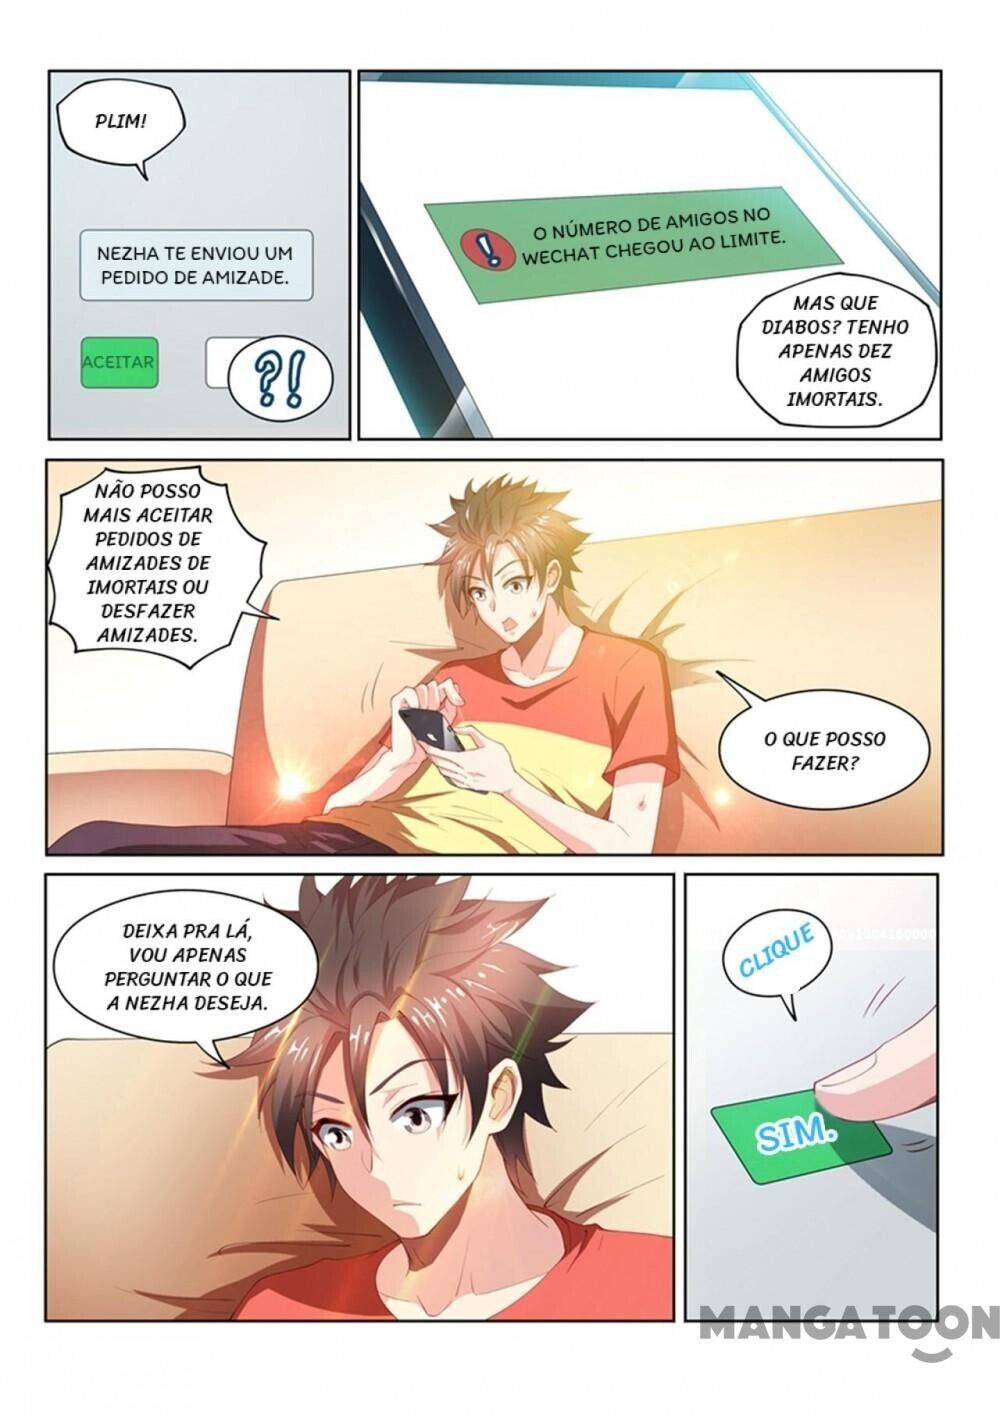 PLIM!
NEZHA TE ENVIOU UM
PEDIDO DE AMIZADE.
ACEITAR
?!
! O NÚMERO DE AMIGOS NO
WECHAT CHEGOU AO LIMITE.
MAS QUE
DIABOS? TENHO
APENAS DEZ
AMIGOS
IMORTAIS.
NÃO POSSO
MAIS ACEITAR
PEDIDOS DE
AMIZADES DE
IMORTAIS OU
DESFAZER
AMIZADES.
O QUE POSSO
FAZER?
DEIXA PRA LÁ,
VOU APENAS
PERGUNTAR O QUE
A NEZHA DESEJA.
CLIQUE
SIM.
MANGATOON